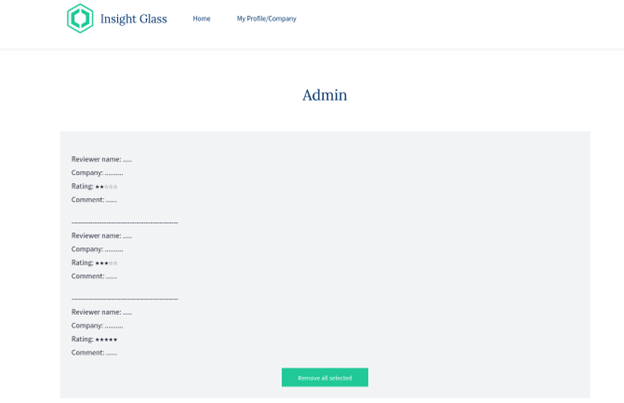 Insight Glass
Home
My Profile/Company
Admin
Reviewer name: .....
Company: ..........
Rating: ★★☆☆☆
Comment: ......
------------------------------------------------
Reviewer name: .....
Company: ..........
Rating: ★★★☆☆
Comment: ......
------------------------------------------------
Reviewer name: .....
Company: ..........
Rating: ★★★★★
Comment: ......
Remove all selected